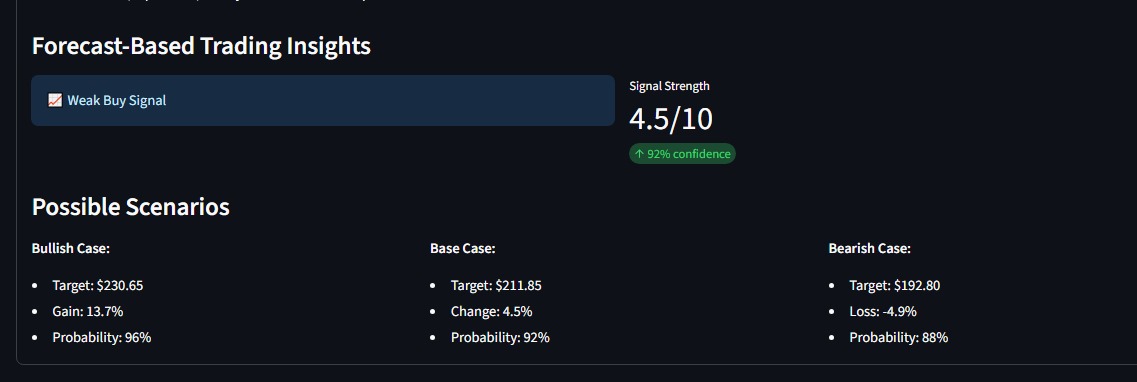 Forecast-Based Trading Insights
📈 Weak Buy Signal
Signal Strength
4.5/10
↑ 92% confidence
Possible Scenarios
Bullish Case:
• Target: $230.65
• Gain: 13.7%
• Probability: 96%
Base Case:
• Target: $211.85
• Change: 4.5%
• Probability: 92%
Bearish Case:
• Target: $192.80
• Loss: -4.9%
• Probability: 88%